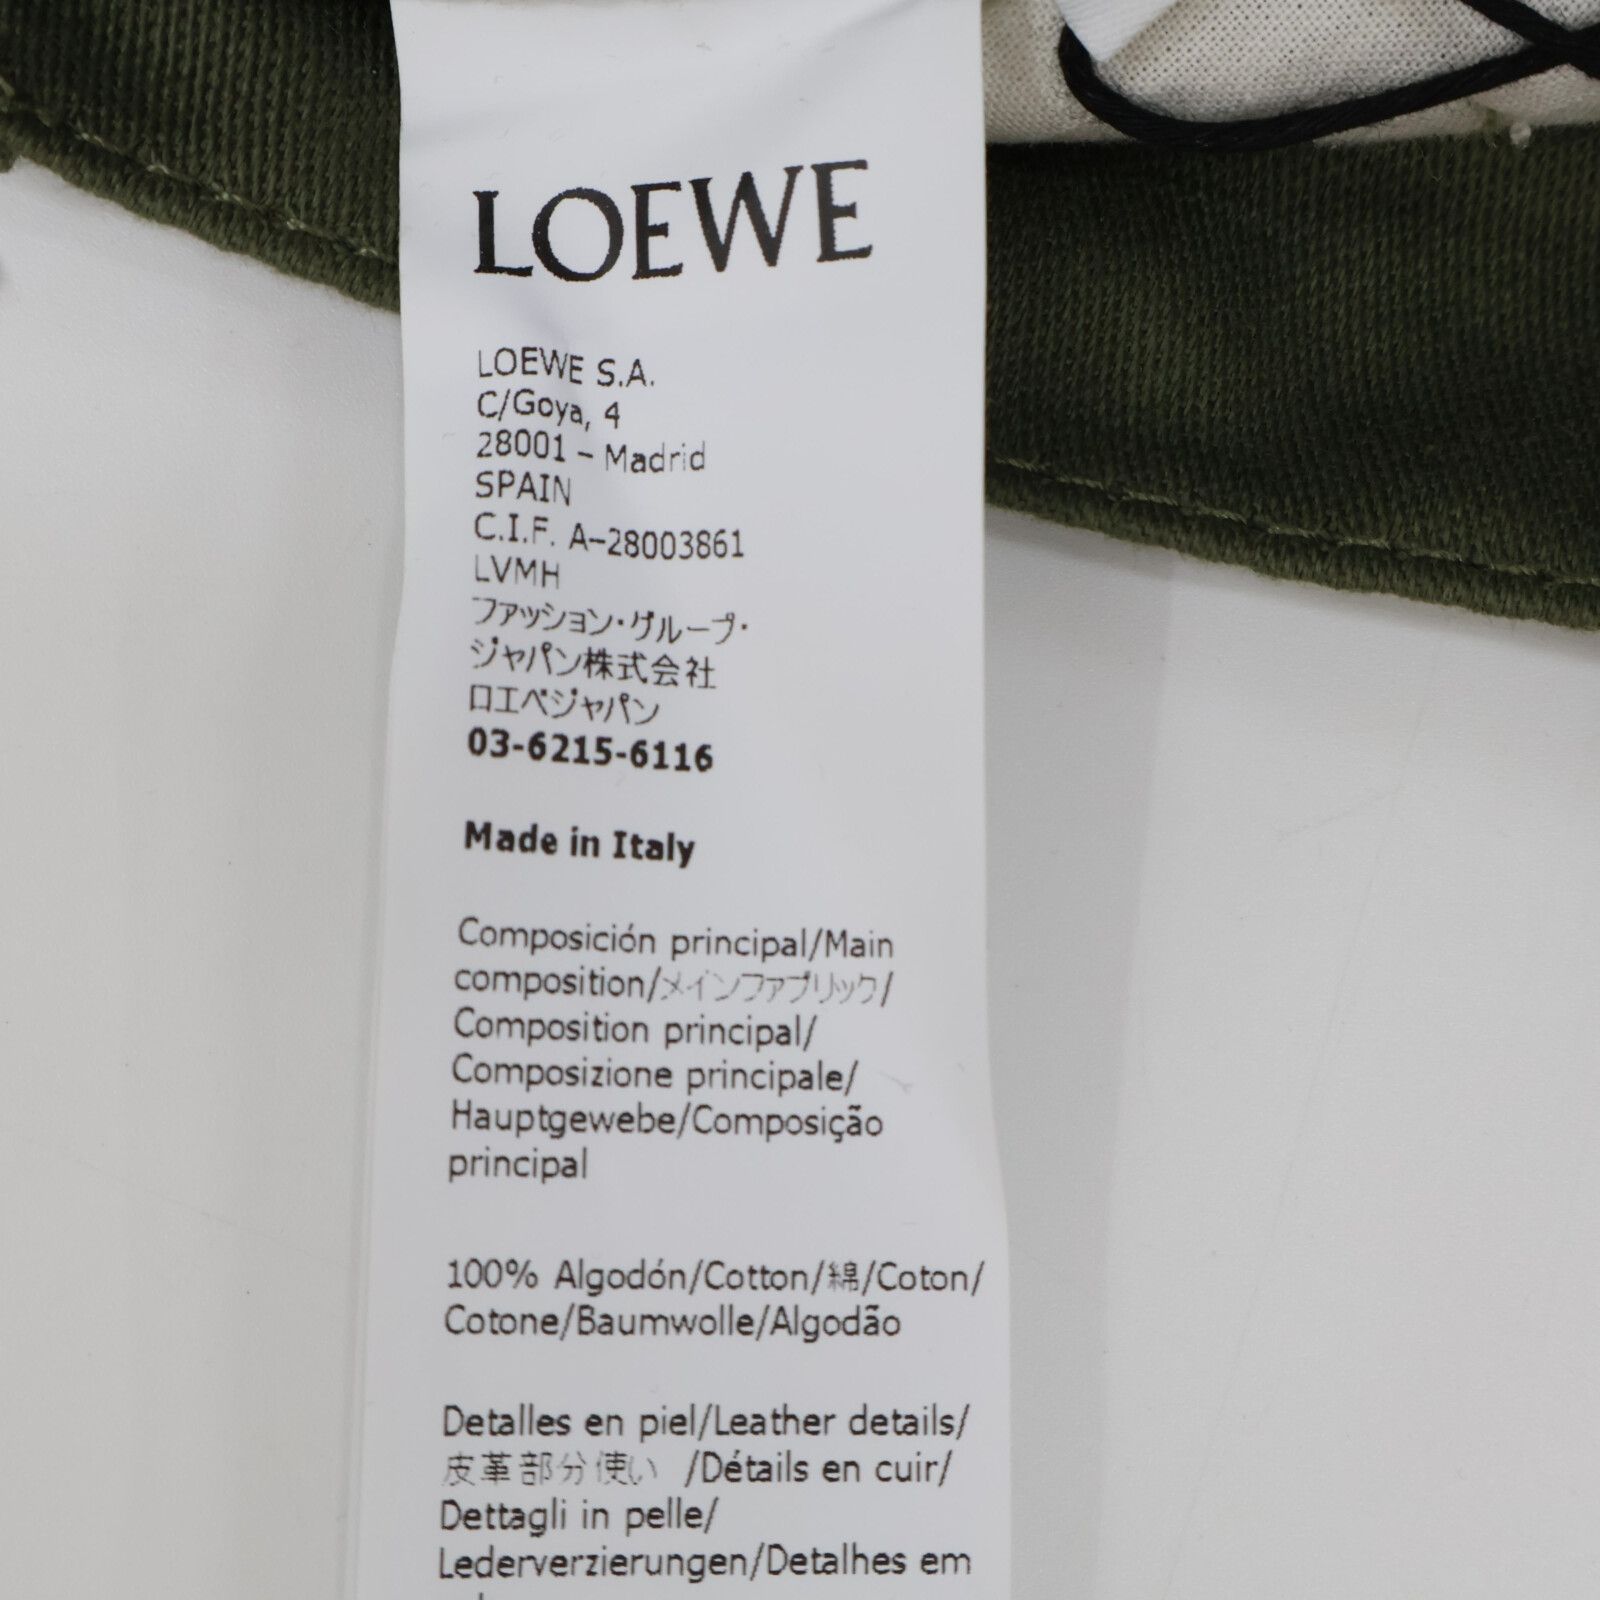 LOEWE
LOEWE S.A.
C/Goya, 4
28001 – Madrid
SPAIN
C.I.F. A–28003861
LVMH
ファッション・グループ・
ジャパン株式会社
ロエベジャパン
03-6215-6116
Made in Italy
Composición principal/Main
composition/メインファブリック/
Composition principal/
Composizione principale/
Hauptgewebe/Composição
principal
100% Algodón/Cotton/綿/Coton/
Cotone/Baumwolle/Algodão
Detalles en piel/Leather details/
皮革部分使い /Détails en cuir/
Dettagli in pelle/
Lederverzierungen/Detalhes em